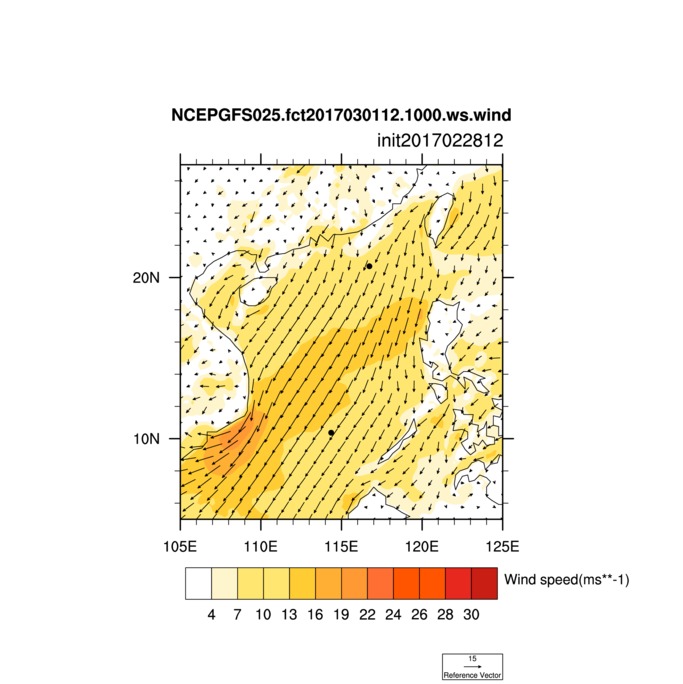 NCEPGFS025.fct2017030112.1000.ws.wind
init2017022812
20N
10N
105E 110E 115E 120E 125E
Wind speed(ms**-1)
4 7 10 13 16 19 22 24 26 28 30
15
Reference Vector